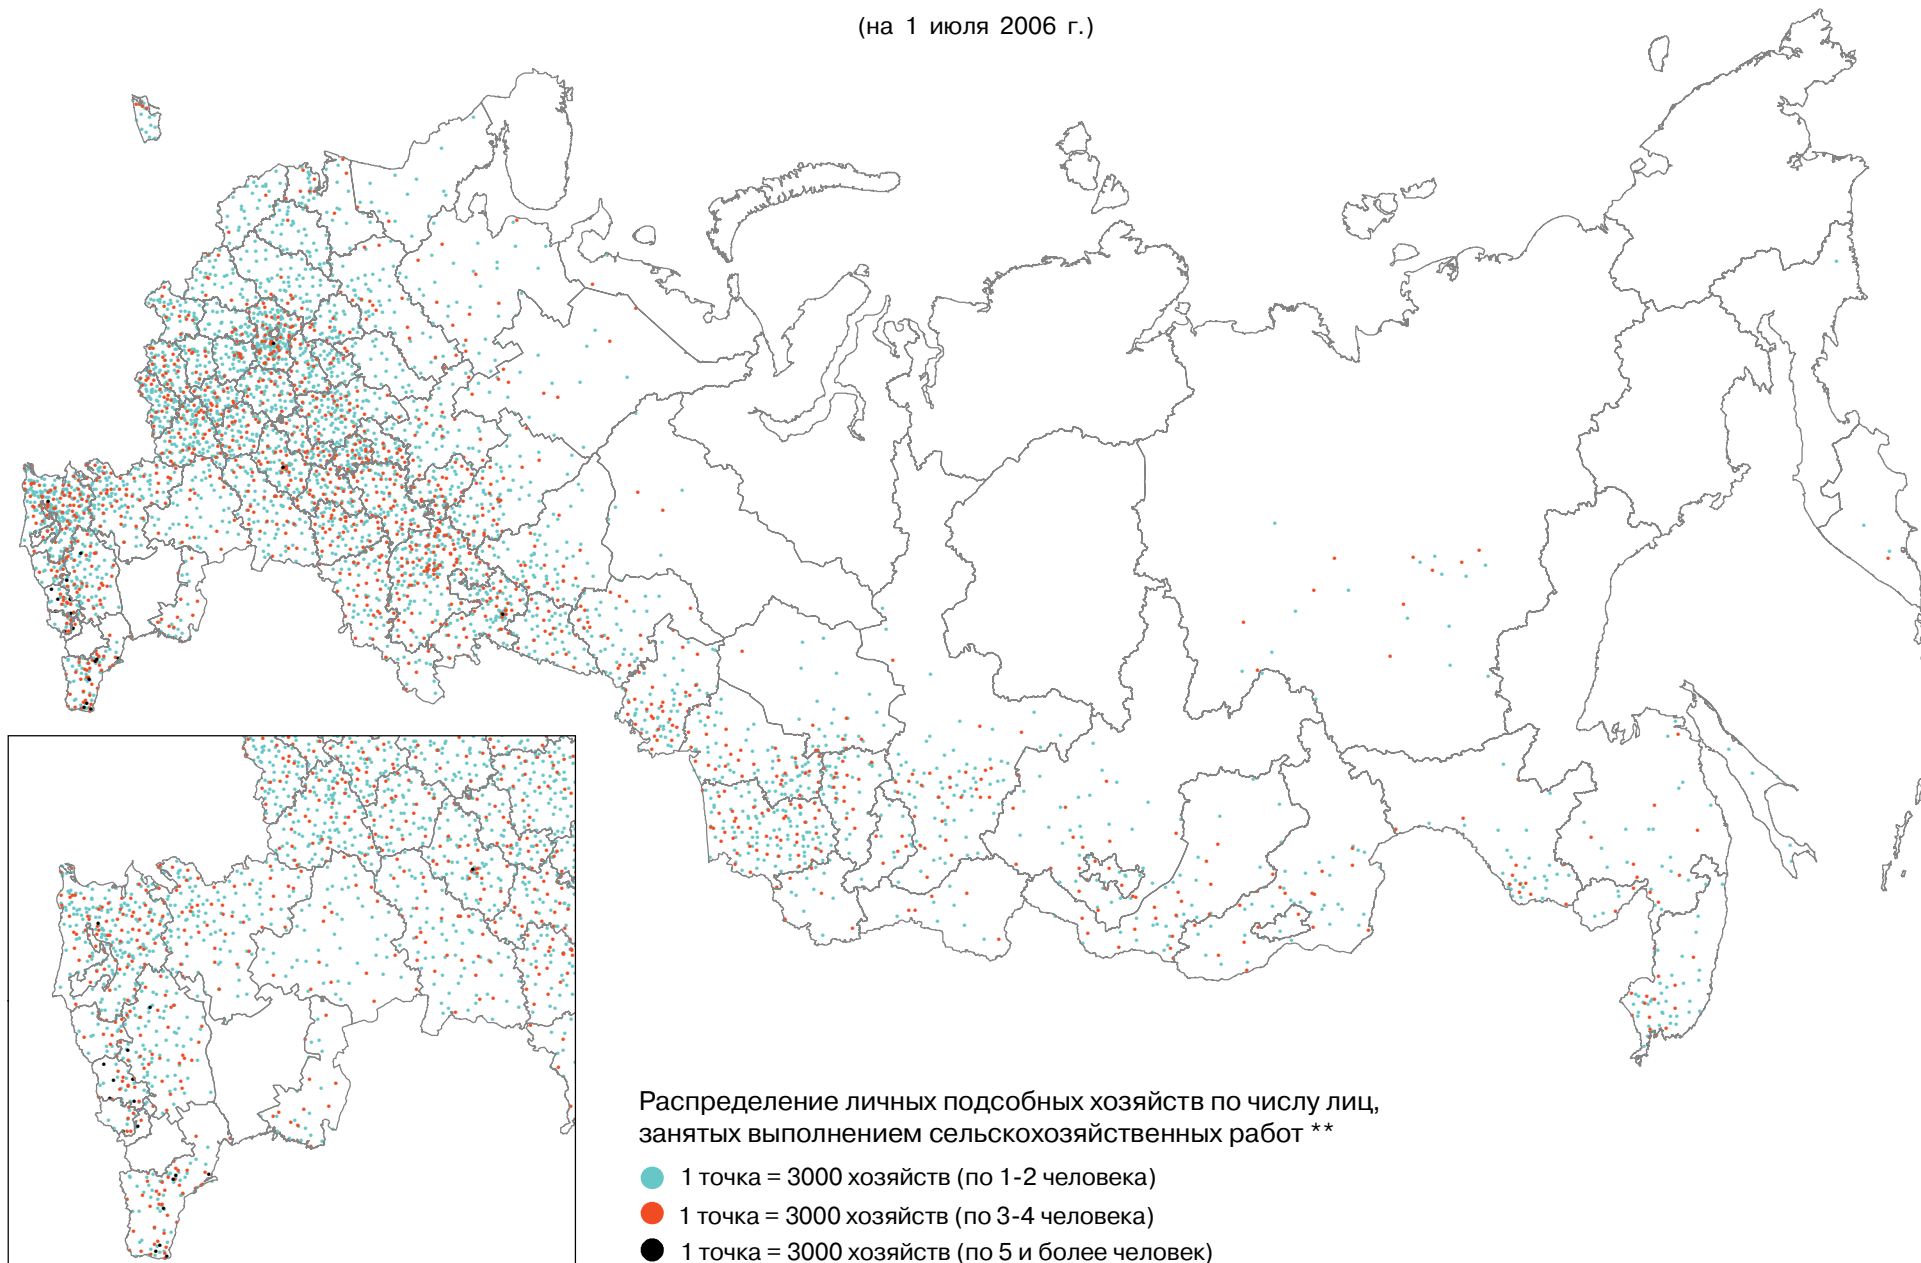 (на 1 июля 2006 г.)
Распределение личных подсобных хозяйств по числу лиц,
занятых выполнением сельскохозяйственных работ **
1 точка = 3000 хозяйств (по 1-2 человека)
1 точка = 3000 хозяйств (по 3-4 человека)
1 точка = 3000 хозяйств (по 5 и более человек)